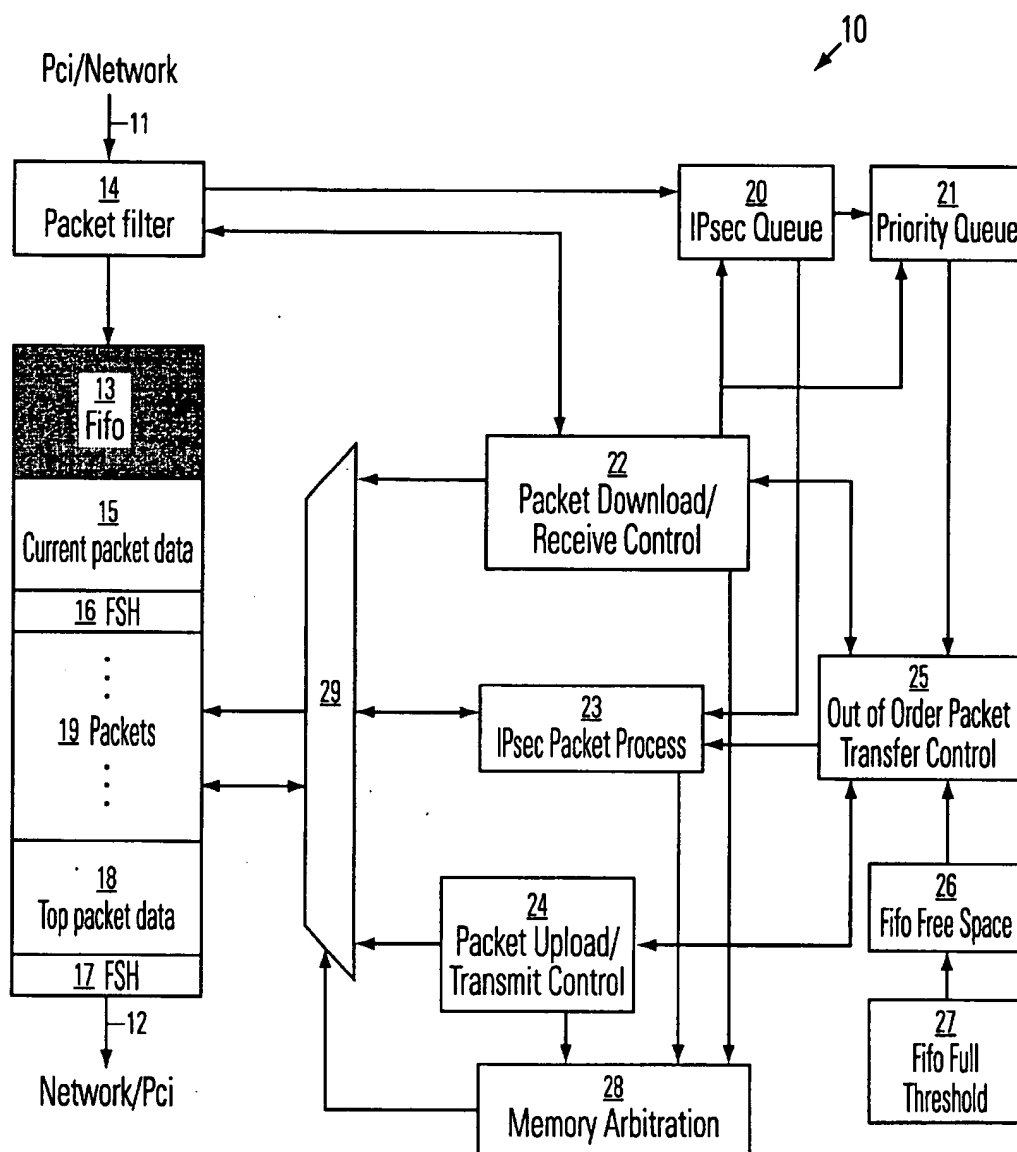 10
Pci/Network
11
14
Packet filter
20
IPsec Queue
21
Priority Queue
13
Fifo
15
Current packet data
16 FSH
19 Packets
18
Top packet data
17 FSH
12
Network/Pci
29
22
Packet Download/
Receive Control
23
IPsec Packet Process
24
Packet Upload/
Transmit Control
25
Out of Order Packet
Transfer Control
26
Fifo Free Space
27
Fifo Full
Threshold
28
Memory Arbitration